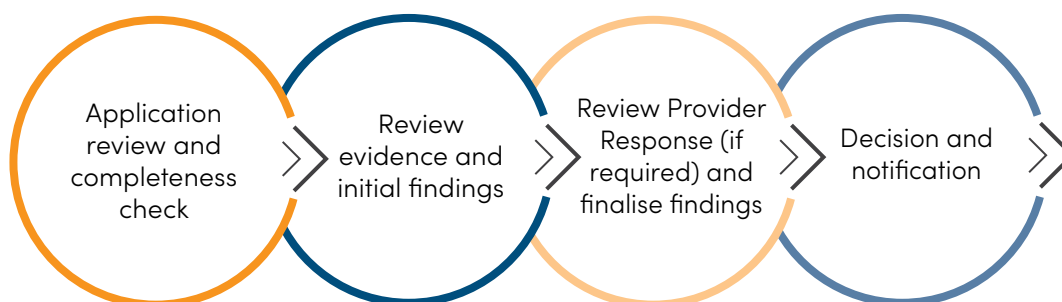 Application
review and
completeness
check
Review
evidence and
initial findings
Review Provider
Response (if
required) and
finalise findings
Decision and
notification